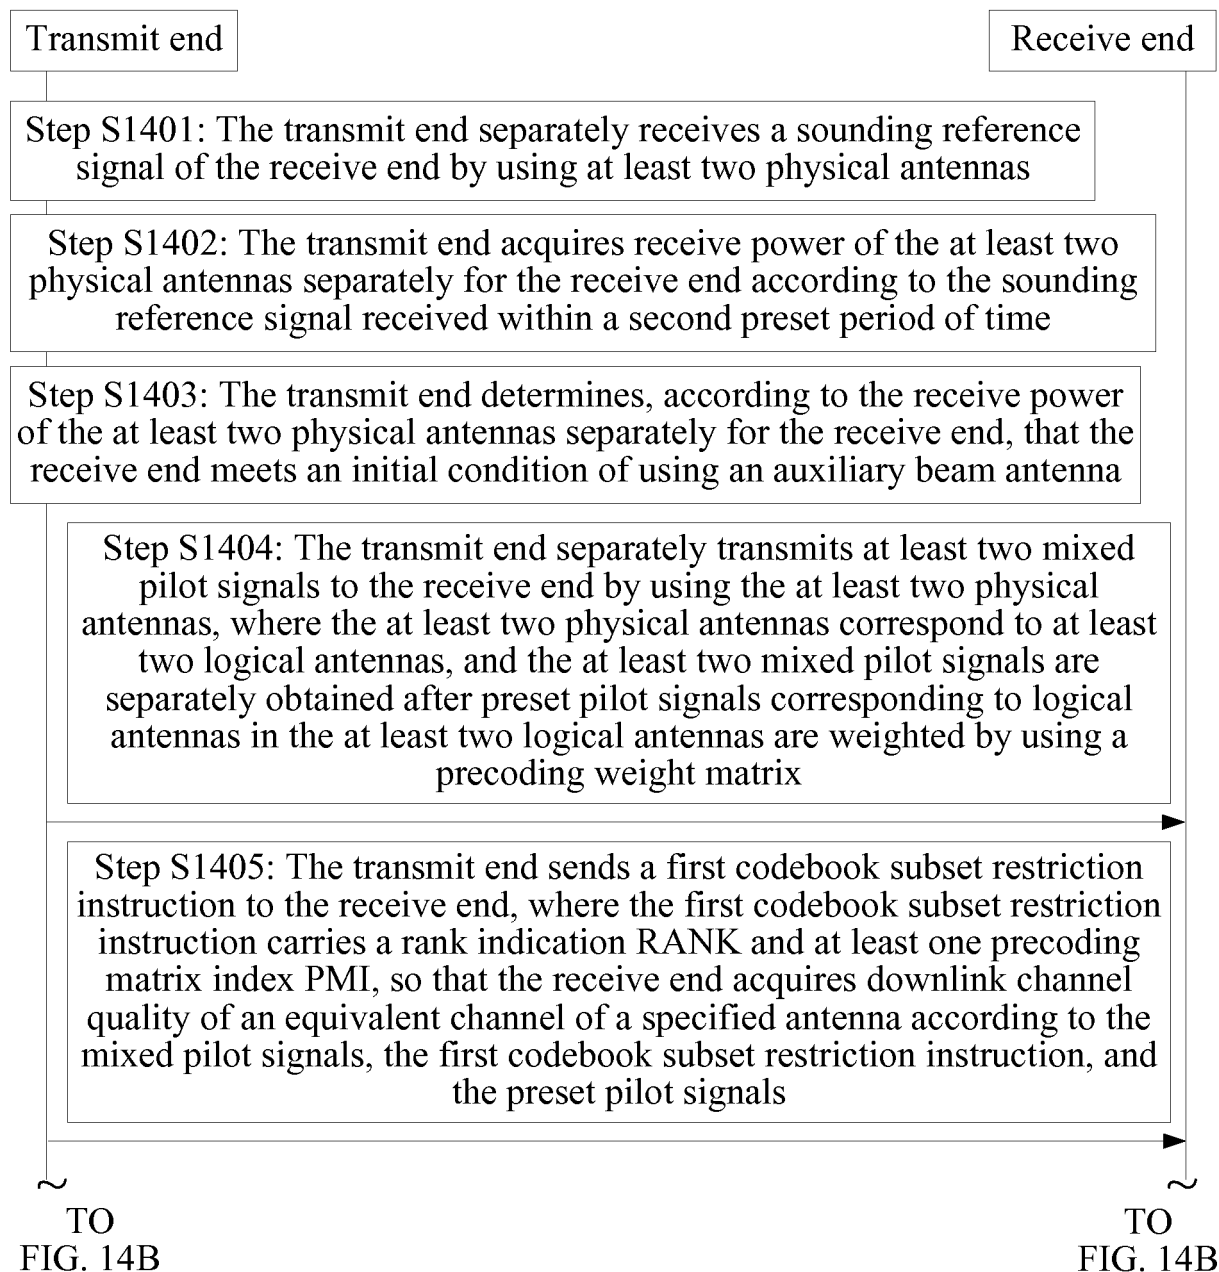 Transmit end
Receive end
Step S1401: The transmit end separately receives a sounding reference
signal of the receive end by using at least two physical antennas
Step S1402: The transmit end acquires receive power of the at least two
physical antennas separately for the receive end according to the sounding
reference signal received within a second preset period of time
Step S1403: The transmit end determines, according to the receive power
of the at least two physical antennas separately for the receive end, that the
receive end meets an initial condition of using an auxiliary beam antenna
Step S1404: The transmit end separately transmits at least two mixed
pilot signals to the receive end by using the at least two physical
antennas, where the at least two physical antennas correspond to at least
two logical antennas, and the at least two mixed pilot signals are
separately obtained after preset pilot signals corresponding to logical
antennas in the at least two logical antennas are weighted by using a
precoding weight matrix
Step S1405: The transmit end sends a first codebook subset restriction
instruction to the receive end, where the first codebook subset restriction
instruction carries a rank indication RANK and at least one precoding
matrix index PMI, so that the receive end acquires downlink channel
quality of an equivalent channel of a specified antenna according to the
mixed pilot signals, the first codebook subset restriction instruction, and
the preset pilot signals
TO
FIG. 14B
TO
FIG. 14B